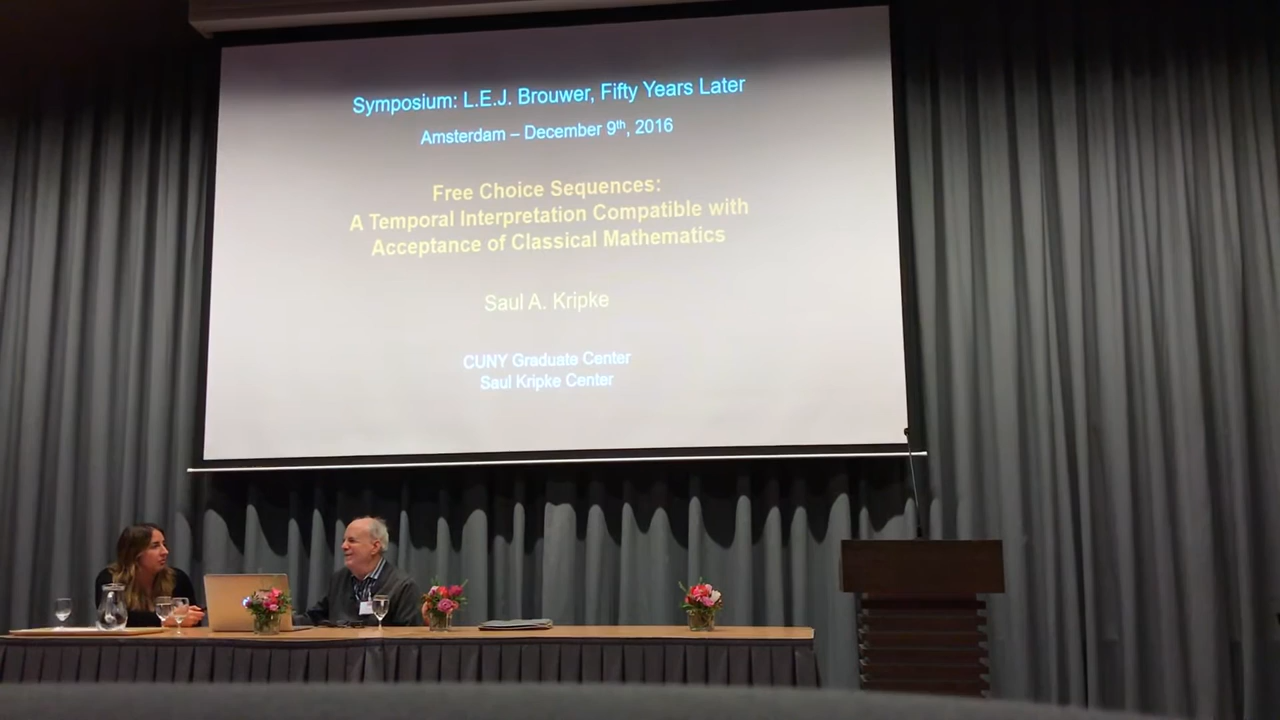 Symposium: L.E.J. Brouwer, Fifty Years Later
Amsterdam – December 9th, 2016
Free Choice Sequences:
A Temporal Interpretation Compatible with
Acceptance of Classical Mathematics
Saul A. Kripke
CUNY Graduate Center
Saul Kripke Center